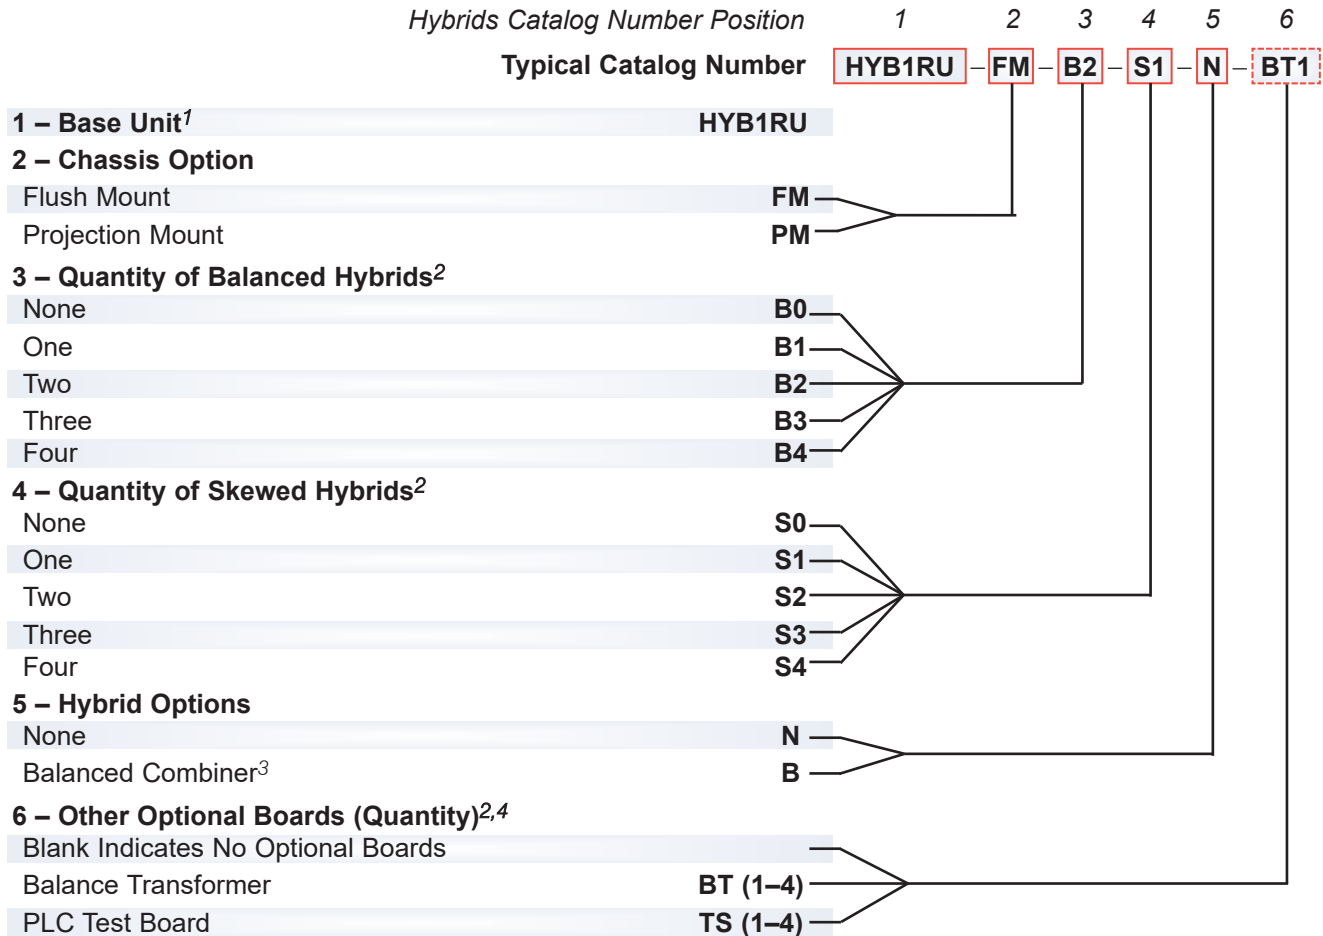 Hybrids Catalog Number Position 1 2 3 4 5 6
Typical Catalog Number HYB1RU – FM – B2 – S1 – N – BT1
1 – Base Unit1 HYB1RU
2 – Chassis Option
Flush Mount FM
Projection Mount PM
3 – Quantity of Balanced Hybrids2
None B0
One B1
Two B2
Three B3
Four B4
4 – Quantity of Skewed Hybrids2
None S0
One S1
Two S2
Three S3
Four S4
5 – Hybrid Options
None N
Balanced Combiner3 B
6 – Other Optional Boards (Quantity)2,4
Blank Indicates No Optional Boards
Balance Transformer BT (1–4)
PLC Test Board TS (1–4)